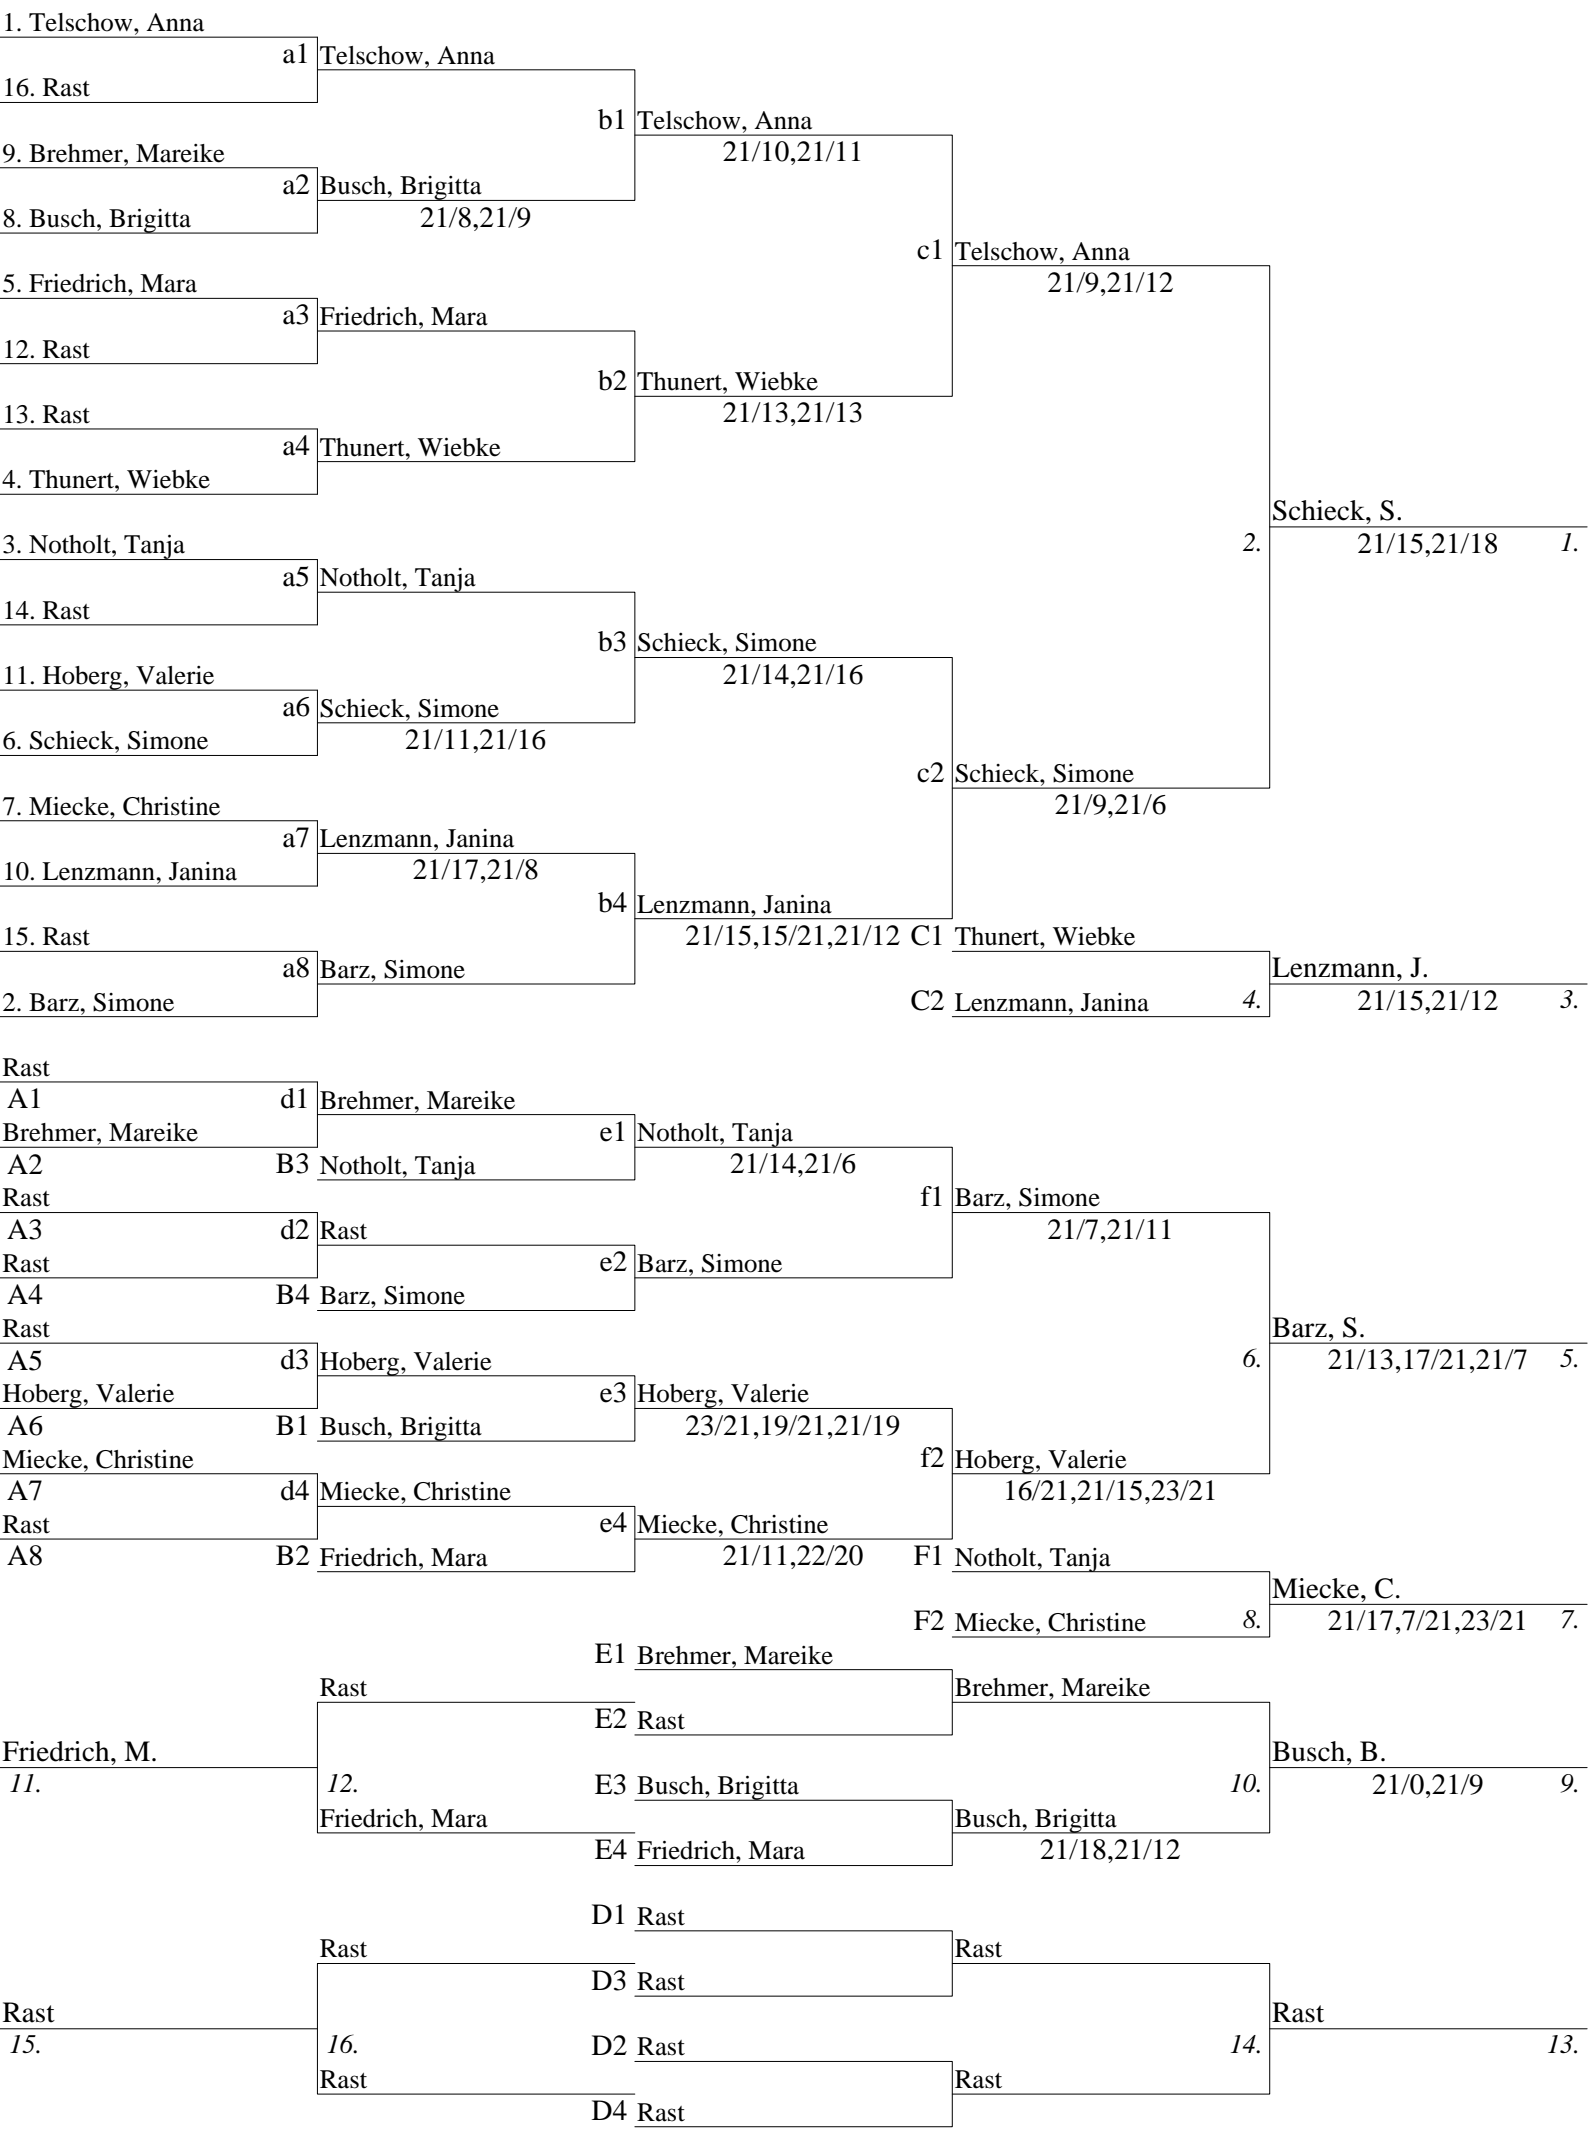 1. Telschow, Anna
a1 Telschow, Anna
16. Rast
b1 Telschow, Anna
21/10,21/11
9. Brehmer, Mareike
a2 Busch, Brigitta
21/8,21/9
8. Busch, Brigitta
c1 Telschow, Anna
21/9,21/12
5. Friedrich, Mara
a3 Friedrich, Mara
12. Rast
b2 Thunert, Wiebke
21/13,21/13
13. Rast
a4 Thunert, Wiebke
4. Thunert, Wiebke
Schieck, S.
2. 21/15,21/18 1.
3. Notholt, Tanja
a5 Notholt, Tanja
14. Rast
b3 Schieck, Simone
21/14,21/16
11. Hoberg, Valerie
a6 Schieck, Simone
21/11,21/16
6. Schieck, Simone
c2 Schieck, Simone
21/9,21/6
7. Miecke, Christine
a7 Lenzmann, Janina
21/17,21/8
10. Lenzmann, Janina
b4 Lenzmann, Janina
21/15,15/21,21/12
15. Rast
a8 Barz, Simone
2. Barz, Simone
C1 Thunert, Wiebke
Lenzmann, J.
C2 Lenzmann, Janina 4. 21/15,21/12 3.
Rast
A1 d1 Brehmer, Mareike
Brehmer, Mareike e1 Notholt, Tanja
A2 B3 Notholt, Tanja 21/14,21/6
Rast f1 Barz, Simone
A3 d2 Rast 21/7,21/11
Rast e2 Barz, Simone
A4 B4 Barz, Simone
Rast Barz, S.
A5 d3 Hoberg, Valerie 6. 21/13,17/21,21/7 5.
Hoberg, Valerie e3 Hoberg, Valerie
A6 B1 Busch, Brigitta 23/21,19/21,21/19
Miecke, Christine f2 Hoberg, Valerie
A7 d4 Miecke, Christine 16/21,21/15,23/21
Rast e4 Miecke, Christine
A8 B2 Friedrich, Mara 21/11,22/20 F1 Notholt, Tanja
Miecke, C.
F2 Miecke, Christine 8. 21/17,7/21,23/21 7.
E1 Brehmer, Mareike
Rast Brehmer, Mareike
E2 Rast
Friedrich, M. Busch, B.
11. 12. E3 Busch, Brigitta 10. 21/0,21/9 9.
Friedrich, Mara Busch, Brigitta
E4 Friedrich, Mara 21/18,21/12
D1 Rast
Rast Rast
D3 Rast
Rast Rast
15. 16. D2 Rast 14. 13.
Rast Rast
D4 Rast